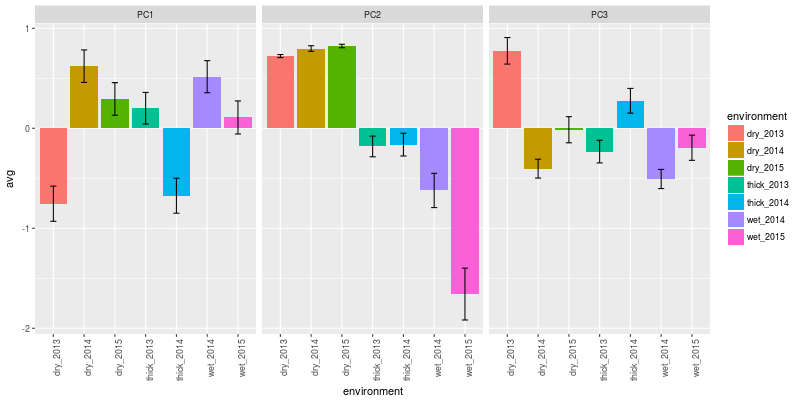 PC1
PC2
PC3
avg
1
0
-1
-2
dry_2013
dry_2014
dry_2015
thick_2013
thick_2014
wet_2014
wet_2015
dry_2013
dry_2014
dry_2015
thick_2013
thick_2014
wet_2014
wet_2015
dry_2013
dry_2014
dry_2015
thick_2013
thick_2014
wet_2014
wet_2015
environment
environment
dry_2013
dry_2014
dry_2015
thick_2013
thick_2014
wet_2014
wet_2015